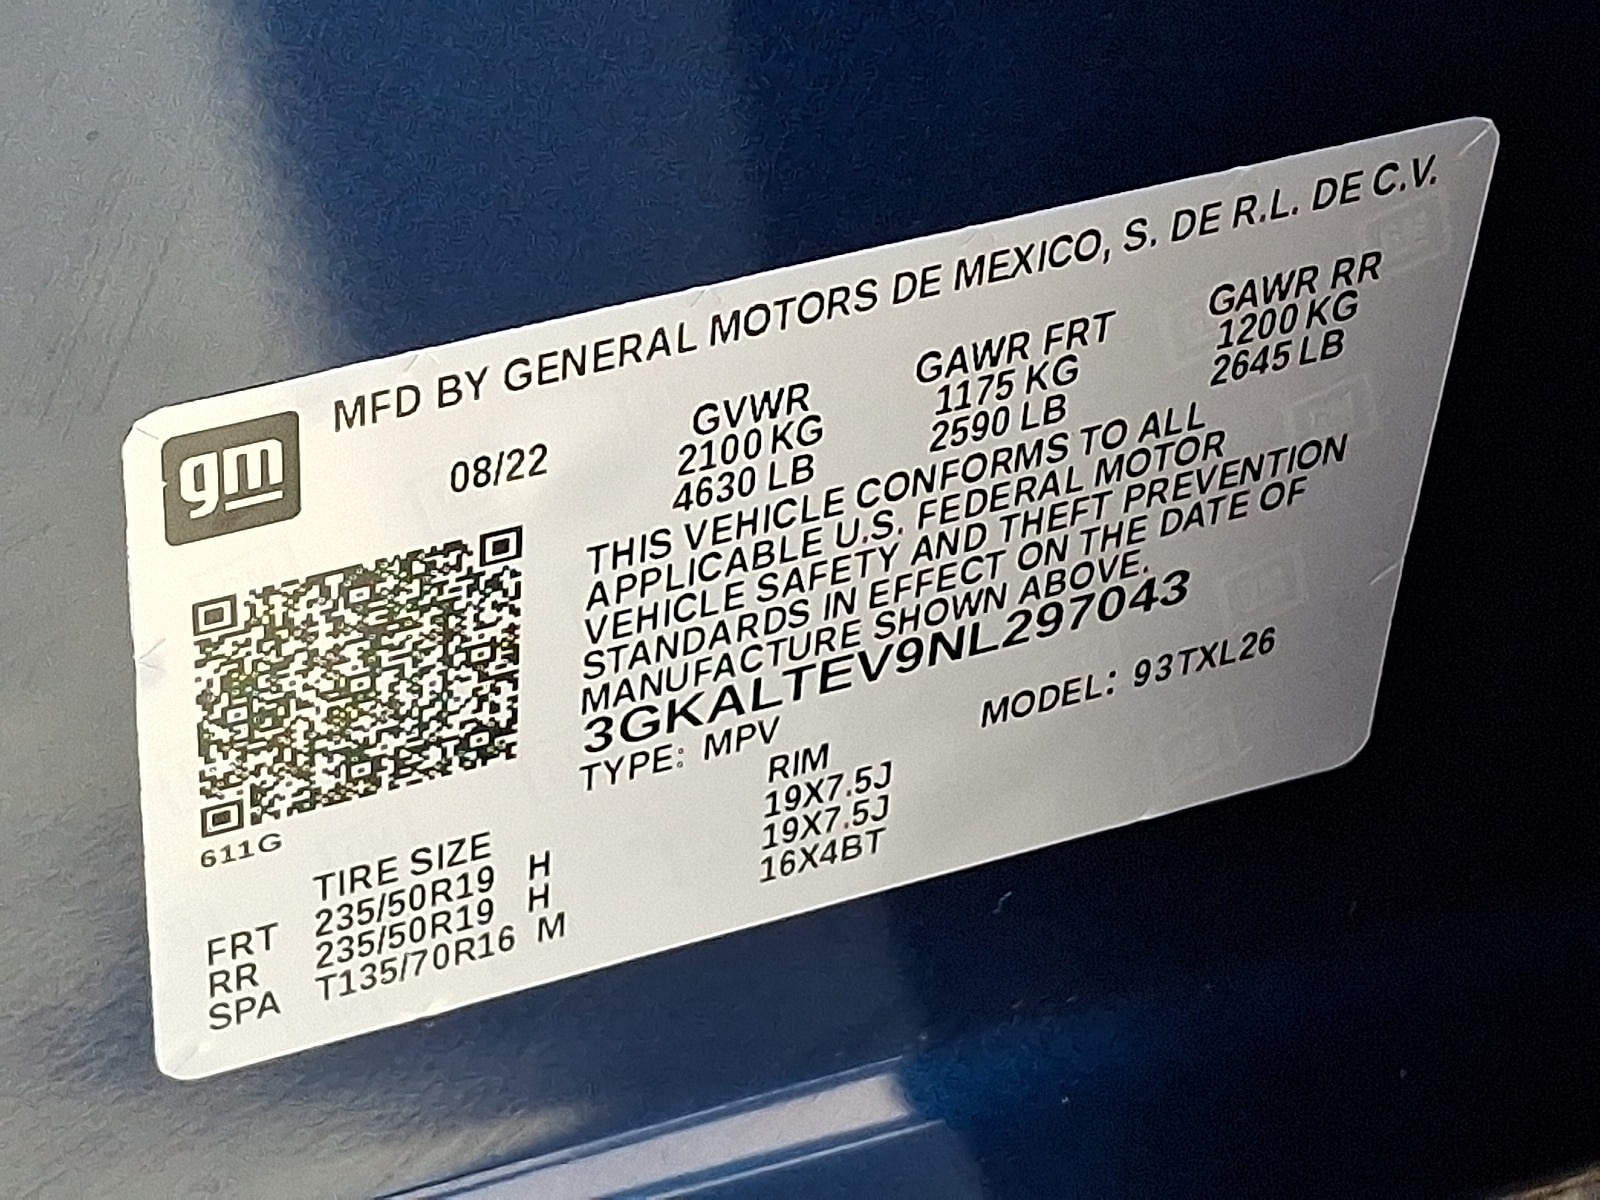 MFD BY GENERAL MOTORS DE MEXICO, S. DE R.L. DE C.V.
gm
08/22
GVWR GAWR FRT GAWR RR
2100 KG 1175 KG 1200 KG
4630 LB 2590 LB 2645 LB
THIS VEHICLE CONFORMS TO ALL
APPLICABLE U.S. FEDERAL MOTOR
VEHICLE SAFETY AND THEFT PREVENTION
STANDARDS IN EFFECT ON THE DATE OF
MANUFACTURE SHOWN ABOVE.
3GKALTEV9NL297043
TYPE: MPV MODEL: 93TXL26
611G
TIRE SIZE RIM
FRT 235/50R19 H 19X7.5J
RR 235/50R19 H 19X7.5J
SPA T135/70R16 M 16X4BT